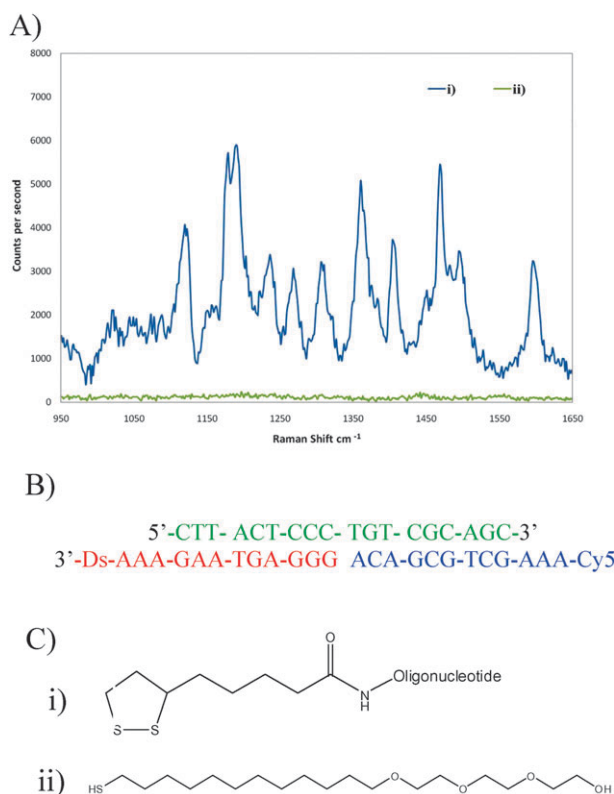 A)
8000
7000
6000
5000
4000
3000
2000
1000
0
Counts per second
i) ii)
950 1050 1150 1250 1350 1450 1550 1650
Raman Shift cm -1
B)
5’-CTT- ACT-CCC- TGT- CGC-AGC-3’
3’-Ds-AAA-GAA-TGA-GGG ACA-GCG-TCG-AAA-Cy5
C)
i)
O
Oligonucleotide
N
H
S S
ii)
HS O O O OH